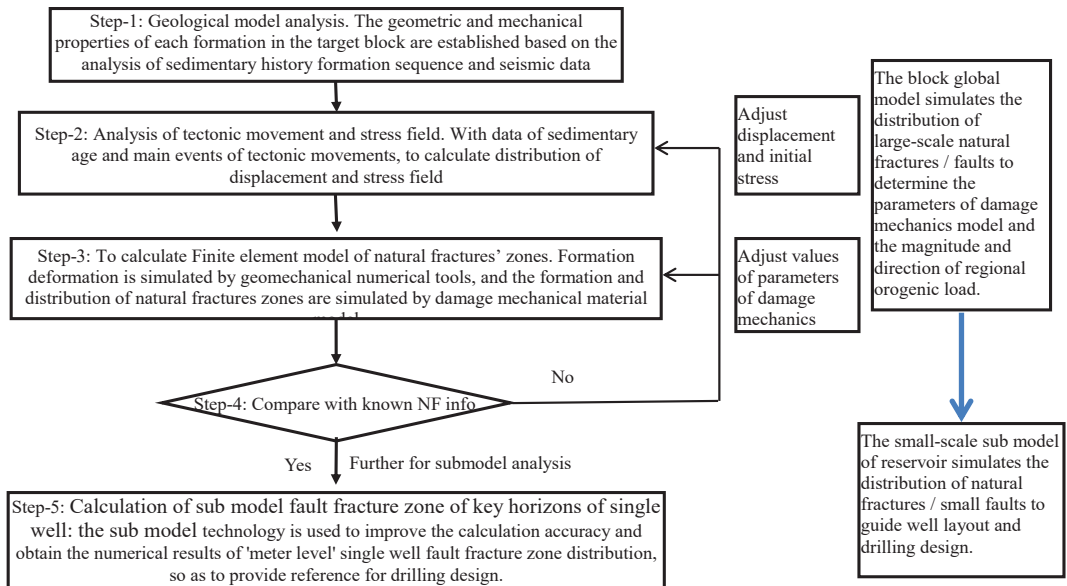 Step-1: Geological model analysis. The geometric and mechanical
properties of each formation in the target block are established based on the
analysis of sedimentary history formation sequence and seismic data
Step-2: Analysis of tectonic movement and stress field. With data of sedimentary
age and main events of tectonic movements, to calculate distribution of
displacement and stress field
Adjust
displacement
and initial
stress
Step-3: To calculate Finite element model of natural fractures' zones. Formation
deformation is simulated by geomechanical numerical tools, and the formation and
distribution of natural fractures zones are simulated by damage mechanical material
Adjust values
of parameters
of damage
mechanics
Step-4: Compare with known NF info
No
Yes
Further for submodel analysis
Step-5: Calculation of sub model fault fracture zone of key horizons of single
well: the sub model technology is used to improve the calculation accuracy and
obtain the numerical results of 'meter level' single well fault fracture zone distribution,
so as to provide reference for drilling design.
The block global
model simulates the
distribution of
large-scale natural
fractures / faults to
determine the
parameters of damage
mechanics model and
the magnitude and
direction of regional
orogenic load.
The small-scale sub model
of reservoir simulates the
distribution of natural
fractures / small faults to
guide well layout and
drilling design.